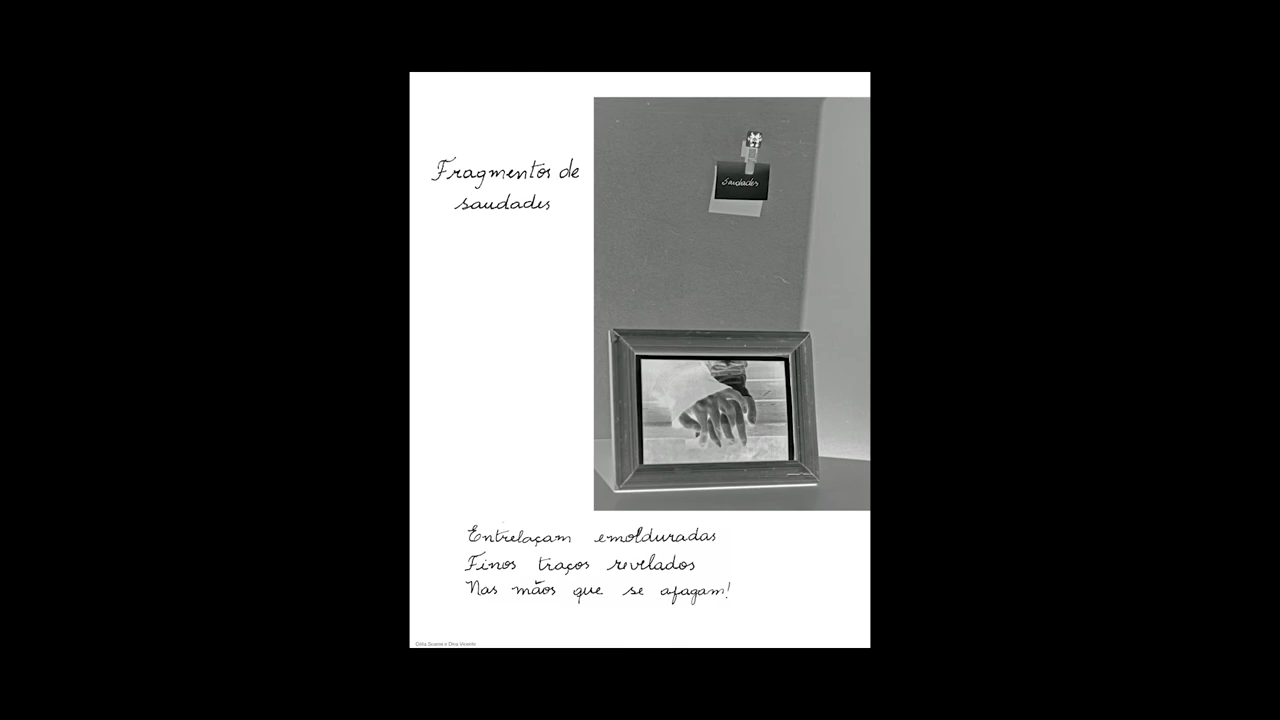 Fragmentos de
saudades
Saudades
Entrelaçam emolduradas
Finos traços revelados
Nas mãos que se afagam!